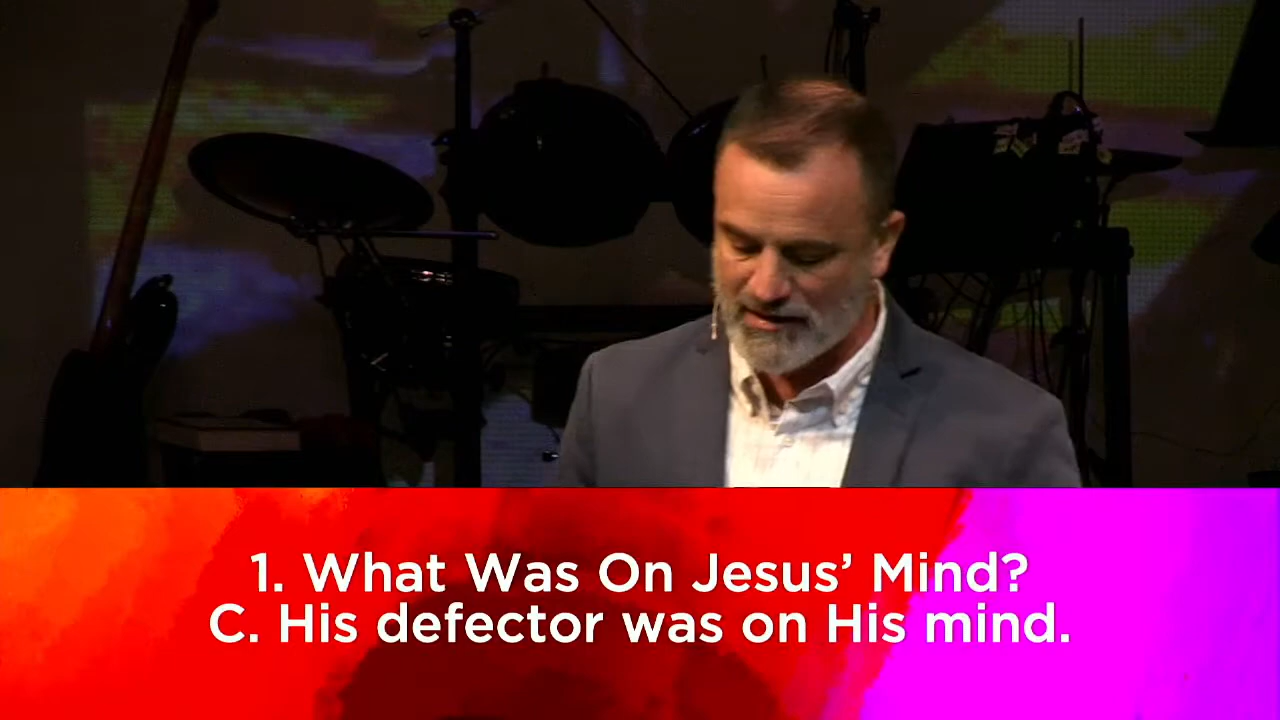 1. What Was On Jesus’ Mind?
C. His defector was on His mind.